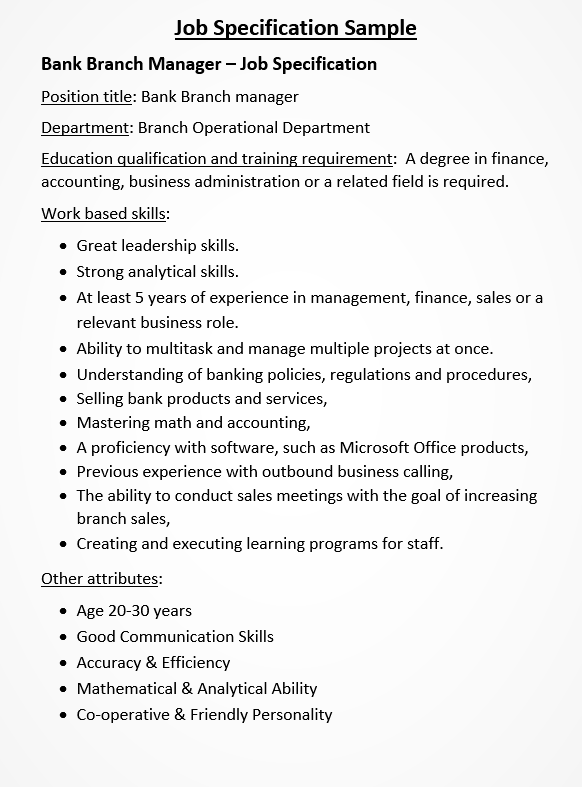 Job Specification Sample
Bank Branch Manager – Job Specification
Position title: Bank Branch manager
Department: Branch Operational Department
Education qualification and training requirement:  A degree in finance,
accounting, business administration or a related field is required.
Work based skills:
• Great leadership skills.
• Strong analytical skills.
• At least 5 years of experience in management, finance, sales or a
relevant business role.
• Ability to multitask and manage multiple projects at once.
• Understanding of banking policies, regulations and procedures,
• Selling bank products and services,
• Mastering math and accounting,
• A proficiency with software, such as Microsoft Office products,
• Previous experience with outbound business calling,
• The ability to conduct sales meetings with the goal of increasing
branch sales,
• Creating and executing learning programs for staff.
Other attributes:
• Age 20-30 years
• Good Communication Skills
• Accuracy & Efficiency
• Mathematical & Analytical Ability
• Co-operative & Friendly Personality